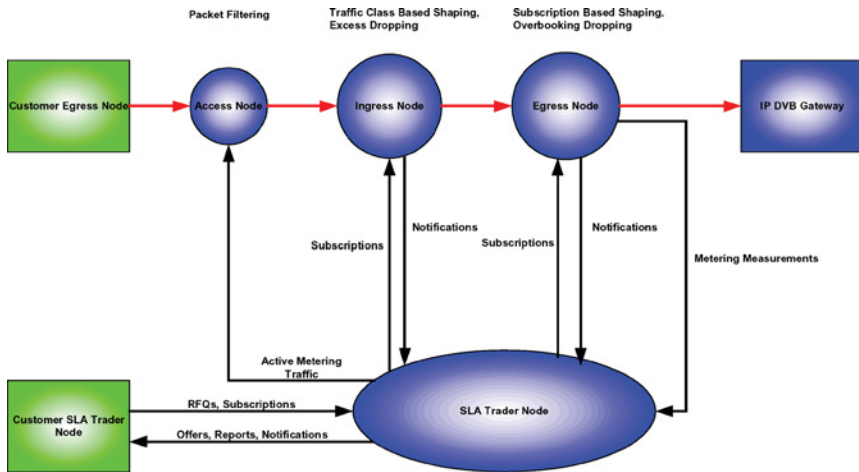 Packet Filtering
Traffic Class Based Shaping,
Excess Dropping
Subscription Based Shaping,
Overbooking Dropping
Customer Egress Node
Access Node
Ingress Node
Egress Node
IP DVB Gateway
Subscriptions
Notifications
Subscriptions
Notifications
Metering Measurements
Active Metering
Traffic
RFQs, Subscriptions
SLA Trader Node
Customer SLA Trader
Node
Offers, Reports, Notifications